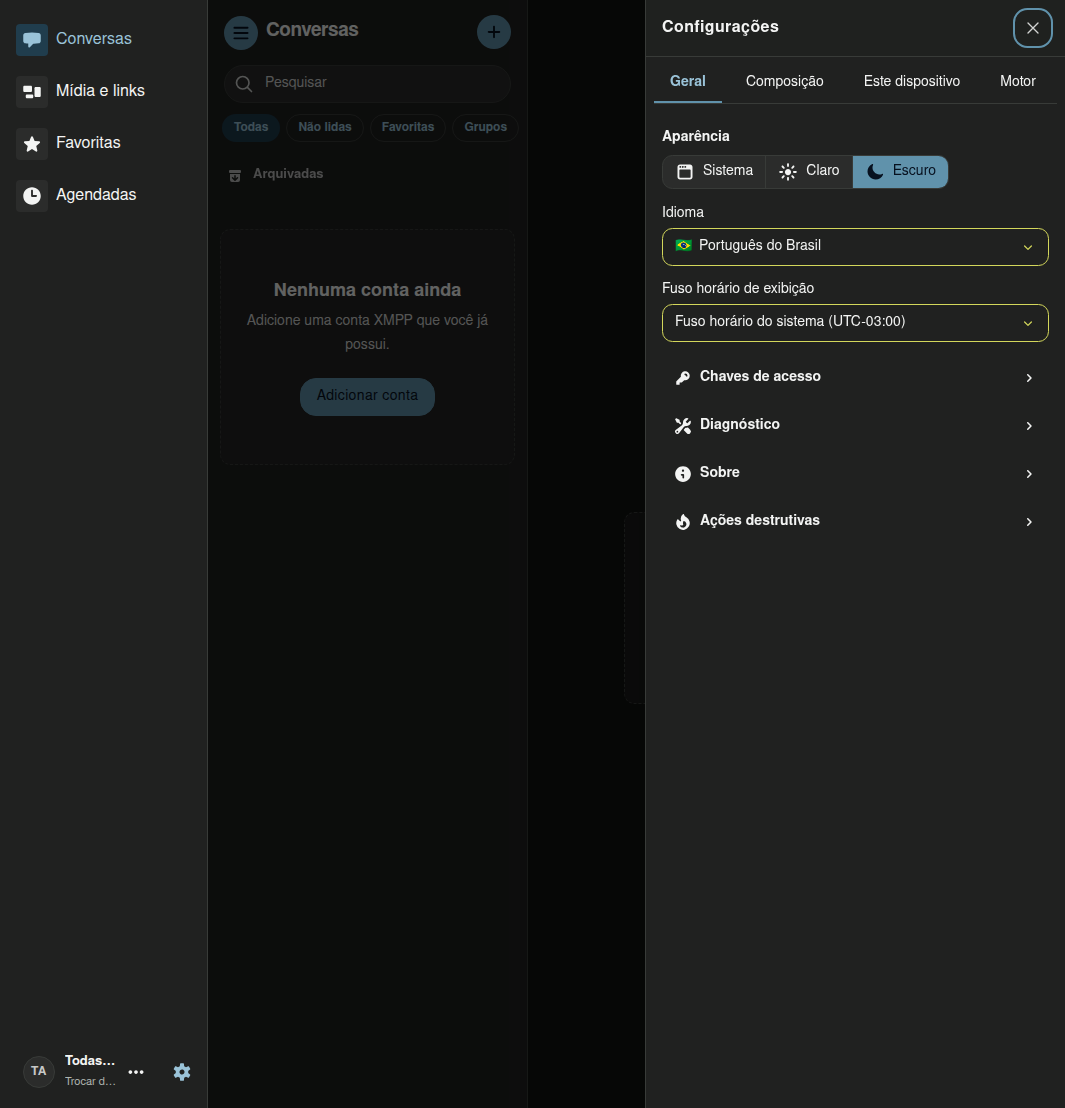 Conversas
Mídia e links
Favoritas
Agendadas
TA
Todas...
Trocar d...
Conversas
Pesquisar
Todas
Não lidas
Favoritas
Grupos
Arquivadas
Nenhuma conta ainda
Adicione uma conta XMPP que você já
possui.
Adicionar conta
Configurações
Geral
Composição
Este dispositivo
Motor
Aparência
Sistema
Claro
Escuro
Idioma
Português do Brasil
Fuso horário de exibição
Fuso horário do sistema (UTC-03:00)
Chaves de acesso
Diagnóstico
Sobre
Ações destrutivas